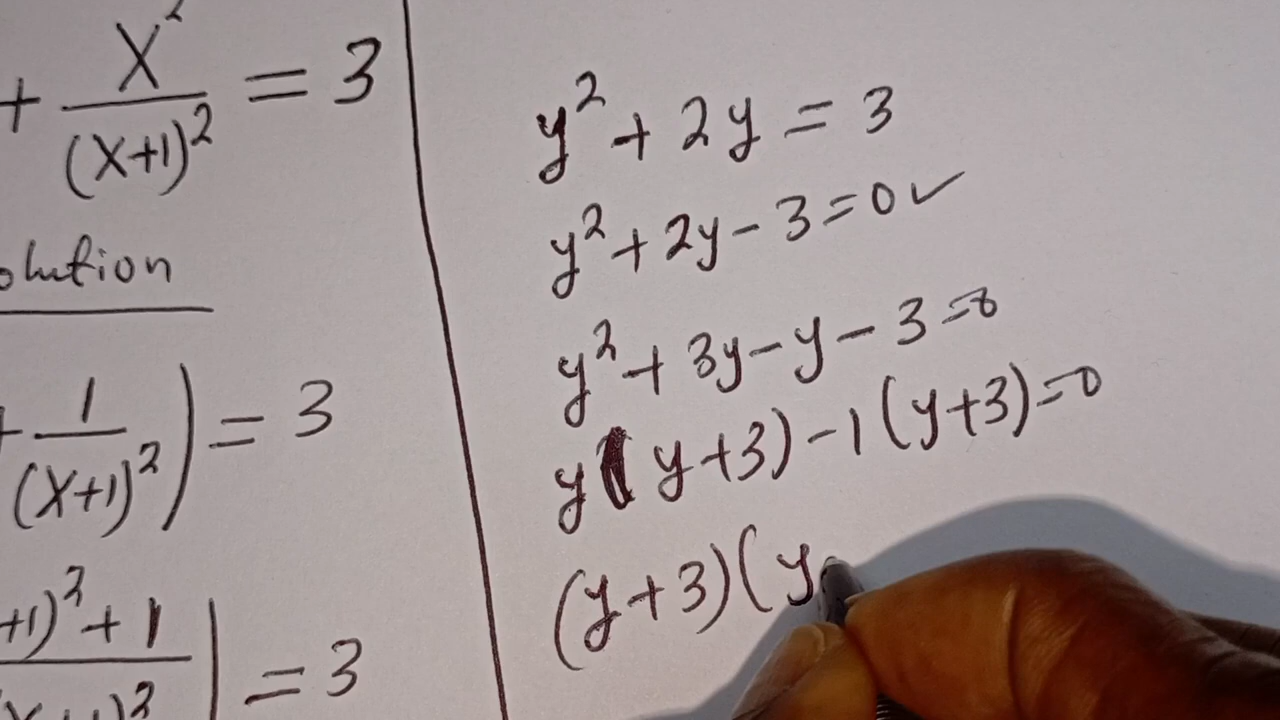 + X²/(X+1)² = 3
olution
+ 1/(X+1)²) = 3
+1)² + 1 = 3
y² + 2y = 3
y² + 2y - 3 = 0 ✓
y² + 3y - y - 3 = 0
y(y+3) - 1(y+3) = 0
(y+3)(y